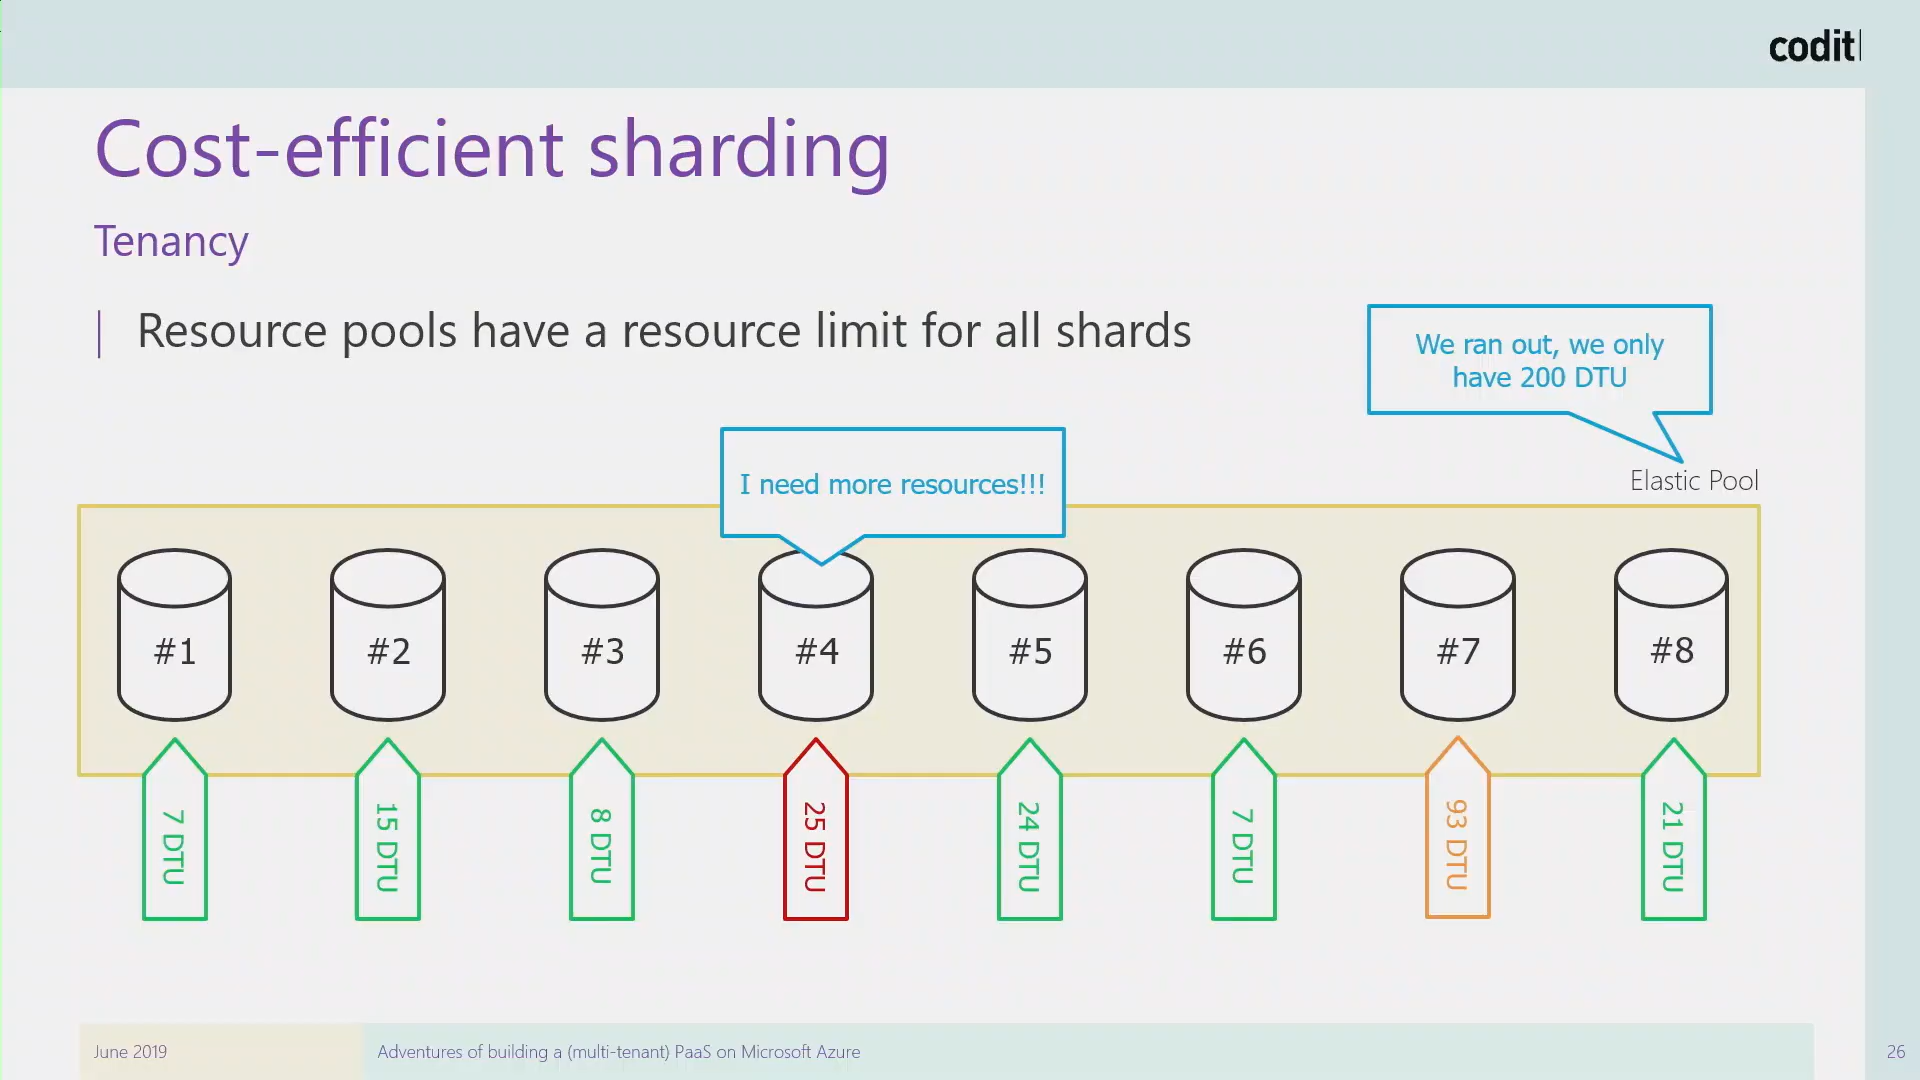 codit
Cost-efficient sharding
Tenancy
Resource pools have a resource limit for all shards
We ran out, we only
have 200 DTU
I need more resources!!!
Elastic Pool
#1
#2
#3
#4
#5
#6
#7
#8
7 DTU
15 DTU
8 DTU
25 DTU
24 DTU
7 DTU
93 DTU
21 DTU
June 2019
Adventures of building a (multi-tenant) PaaS on Microsoft Azure
26